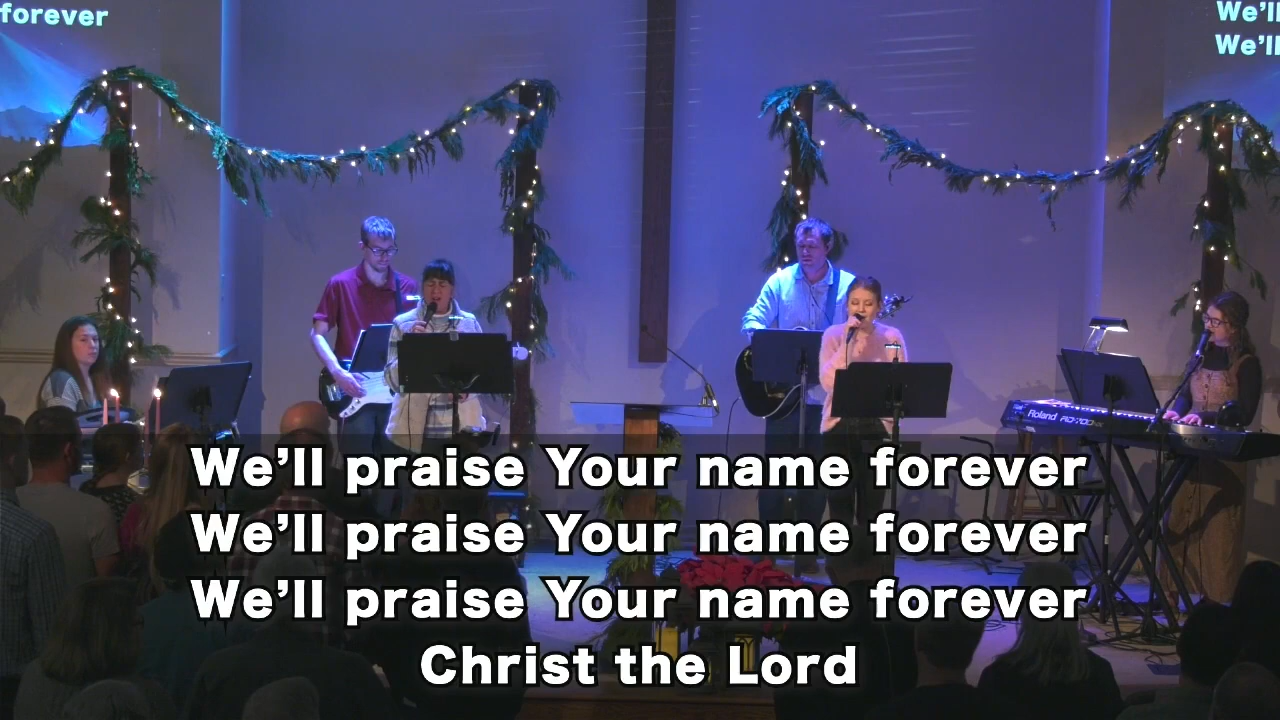 forever
We'll
We'll
Roland
We’ll praise Your name forever
We’ll praise Your name forever
We’ll praise Your name forever
Christ the Lord